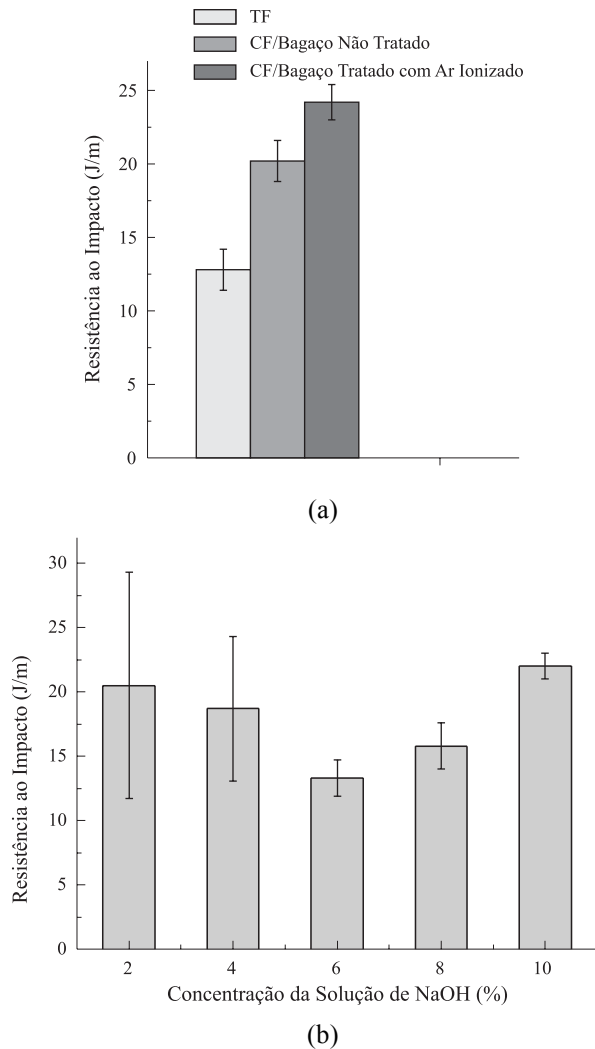 TF
CF/Bagaço Não Tratado
CF/Bagaço Tratado com Ar Ionizado
Resistência ao Impacto (J/m)
25
20
15
10
5
0
(a)
Resistência ao Impacto (J/m)
30
25
20
15
10
5
0
2 4 6 8 10
Concentração da Solução de NaOH (%)
(b)